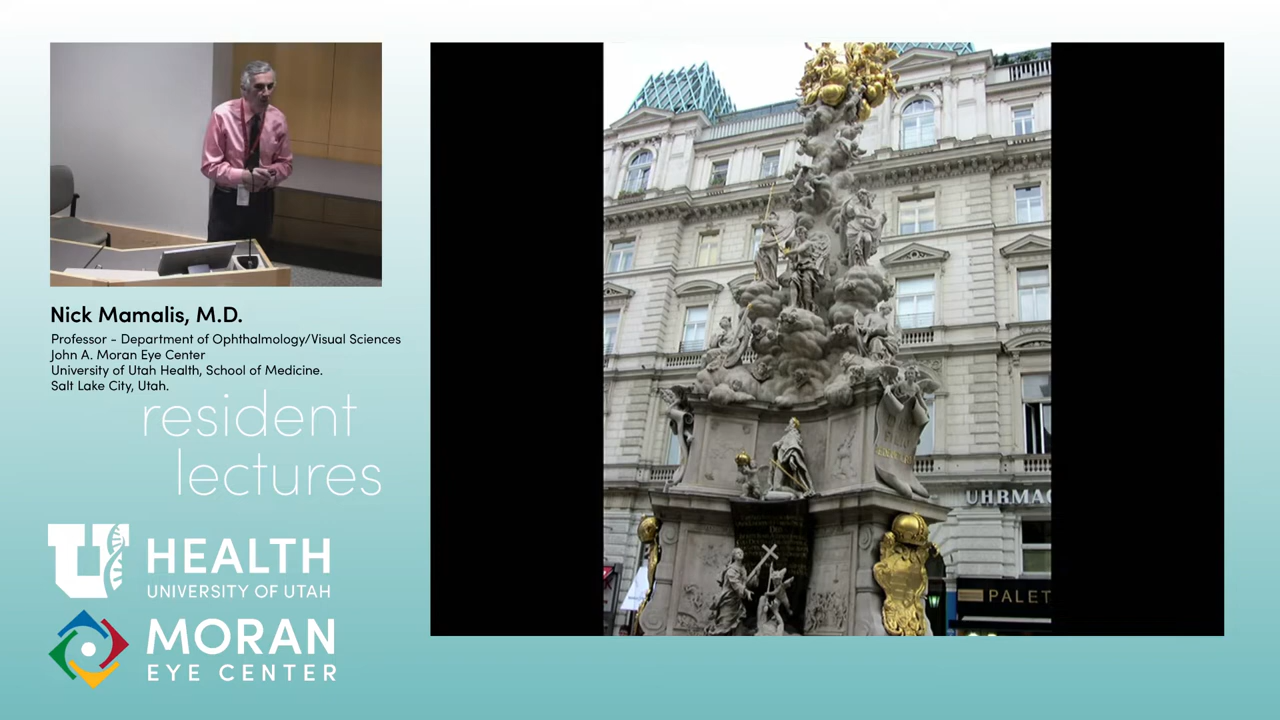 Nick Mamalis, M.D.
Professor - Department of Ophthalmology/Visual Sciences
John A. Moran Eye Center
University of Utah Health, School of Medicine.
Salt Lake City, Utah.
resident
lectures
U HEALTH
UNIVERSITY OF UTAH
MORAN
EYE CENTER
UHRMAC
PALET